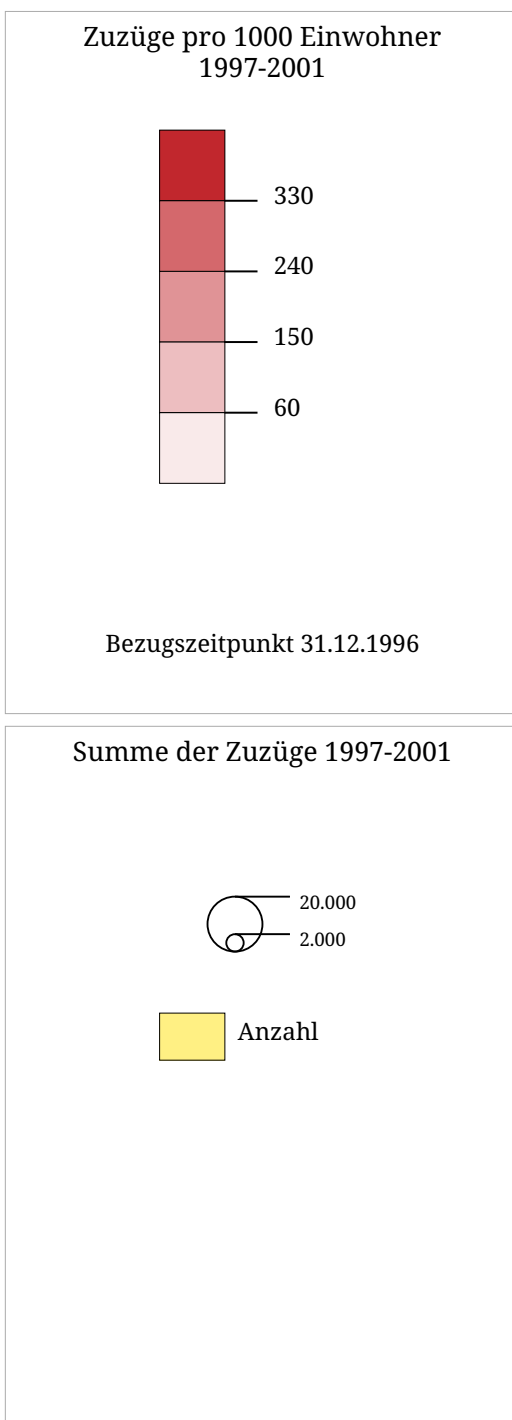 Zuzüge pro 1000 Einwohner
1997-2001
330
240
150
60
Bezugszeitpunkt 31.12.1996
Summe der Zuzüge 1997-2001
20.000
2.000
Anzahl